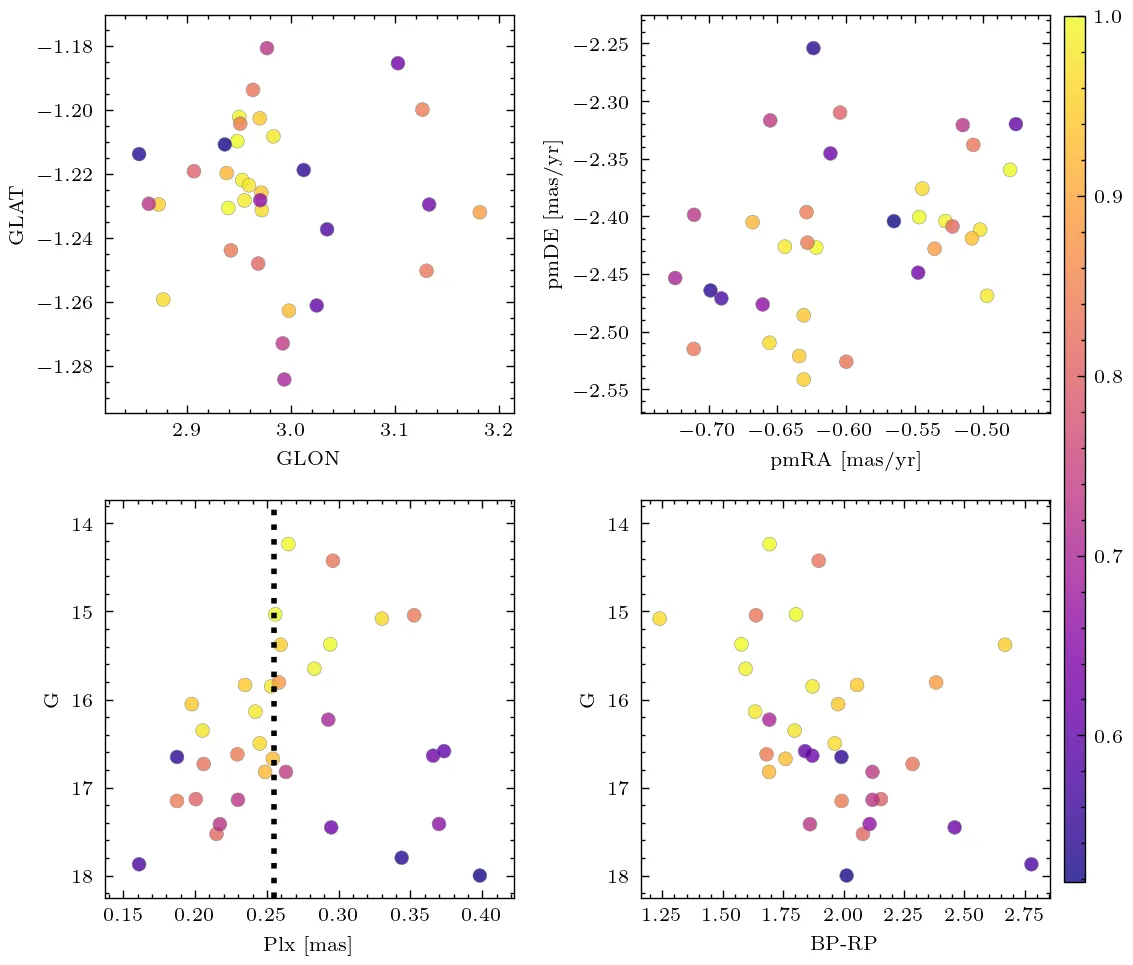 −1.18
−1.20
−1.22
−1.24
−1.26
−1.28
GLAT
2.9 3.0 3.1 3.2
GLON
−2.25
−2.30
−2.35
−2.40
−2.45
−2.50
−2.55
pmDE [mas/yr]
−0.70 −0.65 −0.60 −0.55 −0.50
pmRA [mas/yr]
14
15
16
17
18
G
0.15 0.20 0.25 0.30 0.35 0.40
Plx [mas]
14
15
16
17
18
G
1.25 1.50 1.75 2.00 2.25 2.50 2.75
BP-RP
1.0
0.9
0.8
0.7
0.6